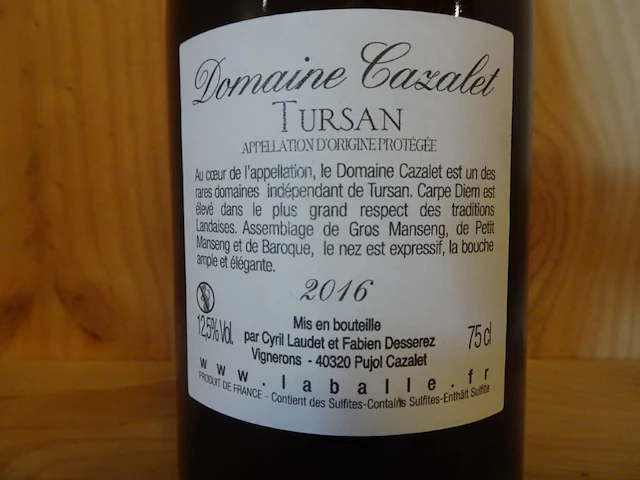 Domaine Cazalet
TURSAN
APPELLATION D'ORIGINE PROTÉGÉE
Au cœur de l'appellation, le Domaine Cazalet est un des
rares domaines indépendant de Tursan. Carpe Diem est
élevé dans le plus grand respect des traditions
Landaises. Assemblage de Gros Manseng, de Petit
Manseng et de Baroque, le nez est expressif, la bouche
ample et élégante.
2016
12,5% Vol.
Mis en bouteille
par Cyril Laudet et Fabien Desserez
Vignerons - 40320 Pujol Cazalet
75 cl
www.laballe.fr
PRODUIT DE FRANCE - Contient des Sulfites-Contains Sulfites-Enthält Sulfite